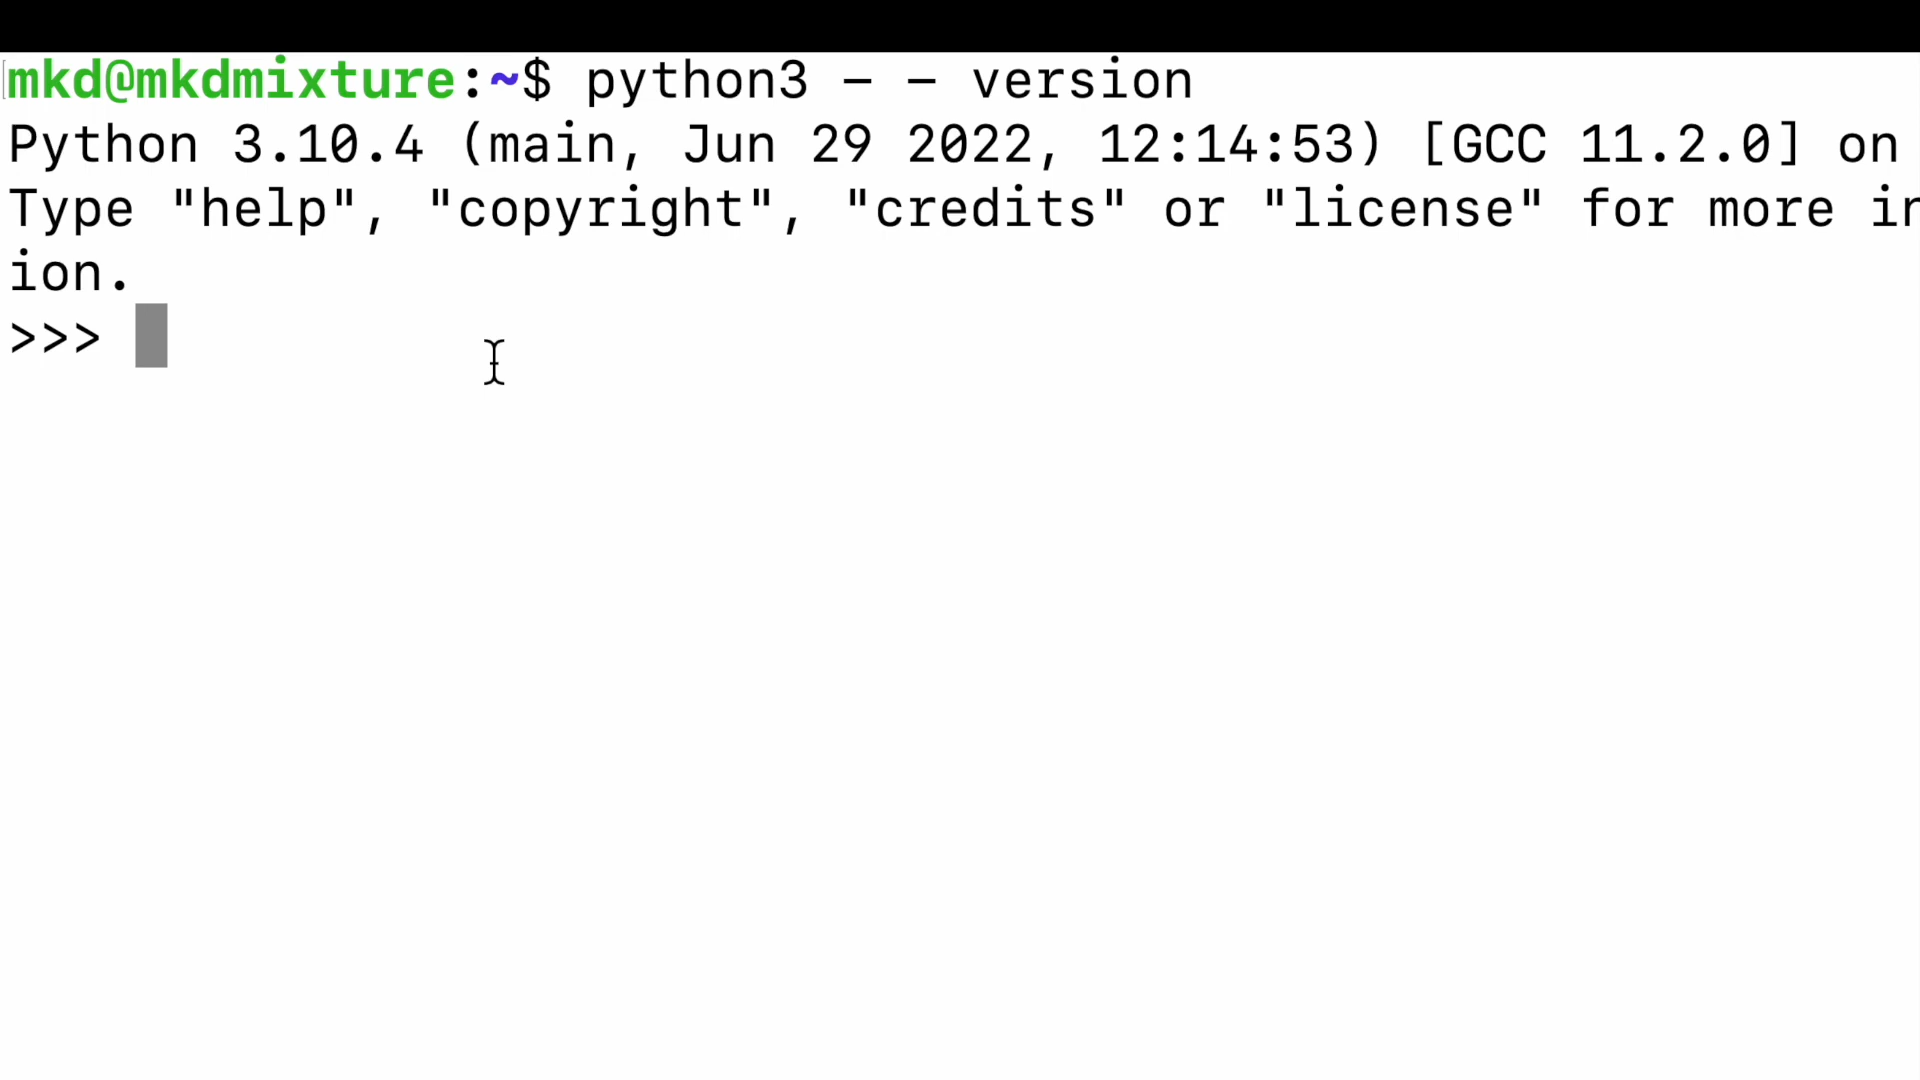 mkd@mkdmixture:~$ python3 - - version
Python 3.10.4 (main, Jun 29 2022, 12:14:53) [GCC 11.2.0] on
Type "help", "copyright", "credits" or "license" for more in
ion.
>>>